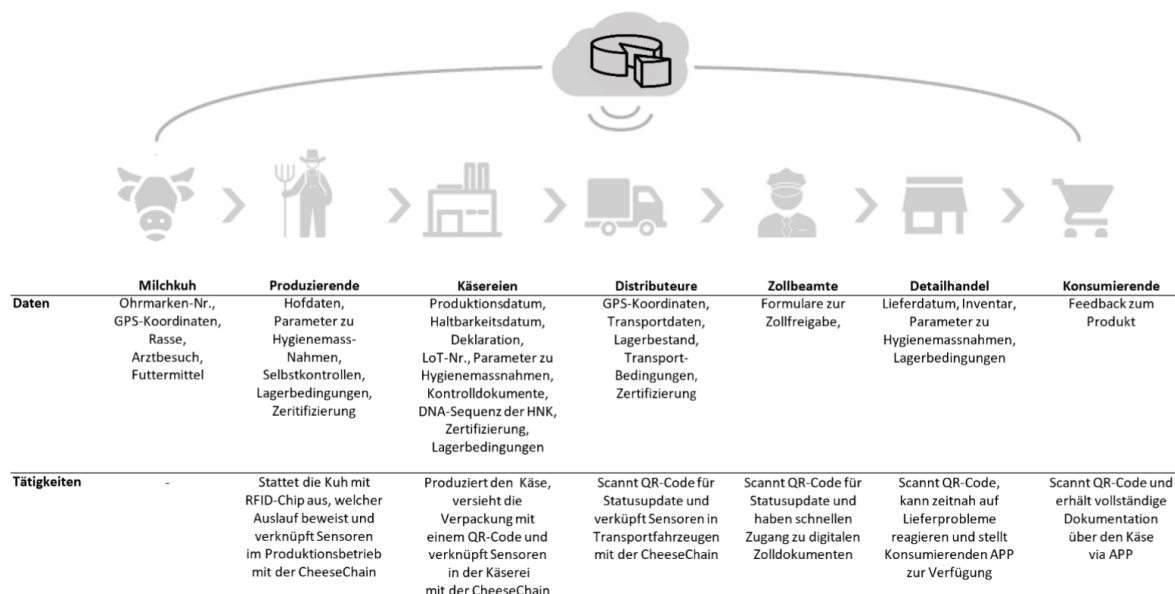 Milchkuh
Produzierende
Käsereien
Distributeure
Zollbeamte
Detailhandel
Konsumierende
Daten
Ohrmarken-Nr.,
GPS-Koordinaten,
Rasse,
Arztbesuch,
Futtermittel
Hofdaten,
Parameter zu
Hygienemass-
Nahmen,
Selbstkontrollen,
Lagerbedingungen,
Zeritifizierung
Produktionsdatum,
Haltbarkeitsdatum,
Deklaration,
LoT-Nr., Parameter zu
Hygienemassnahmen,
Kontrolldokumente,
DNA-Sequenz der HNK,
Zertifizierung,
Lagerbedingungen
GPS-Koordinaten,
Transportdaten,
Lagerbestand,
Transport-
Bedingungen,
Zertifizierung
Formulare zur
Zollfreigabe,
Lieferdatum, Inventar,
Parameter zu
Hygienemassnahmen,
Lagerbedingungen
Feedback zum
Produkt
Tätigkeiten
-
Stattet die Kuh mit
RFID-Chip aus, welcher
Auslauf beweist und
verknüpft Sensoren
im Produktionsbetrieb
mit der CheeseChain
Produziert den Käse,
versieht die
Verpackung mit
einem QR-Code und
verknüpft Sensoren
in der Käserei
mit der CheeseChain
Scannt QR-Code für
Statusupdate und
verküpft Sensoren in
Transportfahrzeugen
mit der CheeseChain
Scannt QR-Code für
Statusupdate und
haben schnellen
Zugang zu digitalen
Zolldokumenten
Scannt QR-Code,
kann zeitnah auf
Lieferprobleme
reagieren und stellt
Konsumierenden APP
zur Verfügung
Scannt QR-Code und
erhält vollständige
Dokumentation
über den Käse
via APP